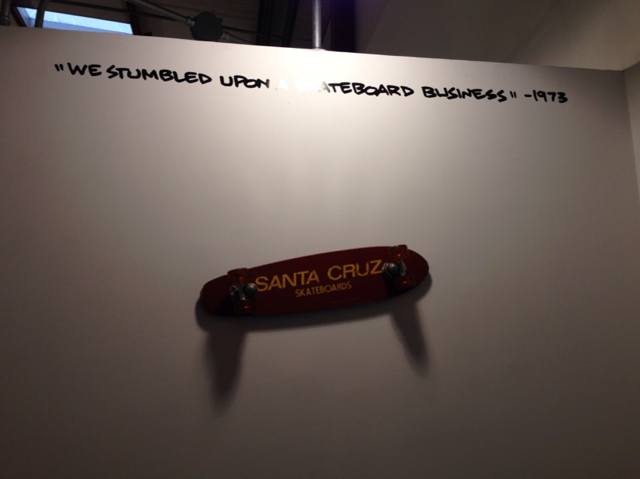 "WE STUMBLED UPON A SKATEBOARD BUSINESS" -1973
SANTA CRUZ
SKATEBOARDS